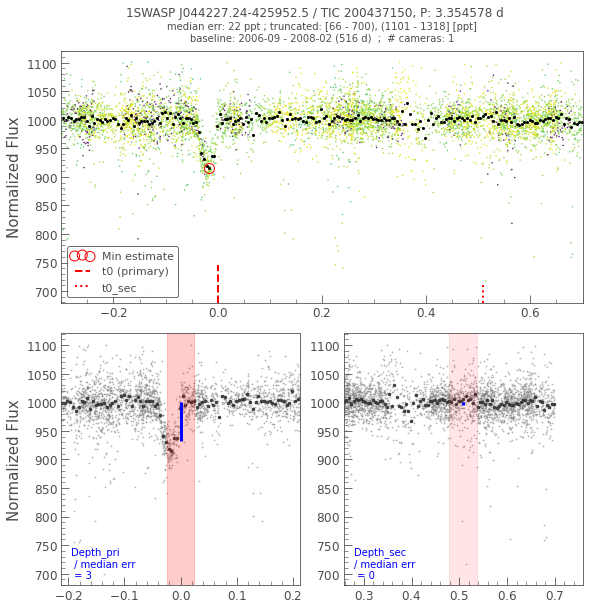 1SWASP J044227.24-425952.5 / TIC 200437150, P: 3.354578 d
median err: 22 ppt ; truncated: [66 - 700), (1101 - 1318] [ppt]
baseline: 2006-09 - 2008-02 (516 d)  ;  # cameras: 1
Normalized Flux
1100
1050
1000
950
900
850
800
750
700
Min estimate
t0 (primary)
t0_sec
−0.2 0.0 0.2 0.4 0.6
Normalized Flux
1100
1050
1000
950
900
850
800
750
700
Depth_pri
/ median err
= 3
−0.2 −0.1 0.0 0.1 0.2
1100
1050
1000
950
900
850
800
750
700
Depth_sec
/ median err
= 0
0.3 0.4 0.5 0.6 0.7